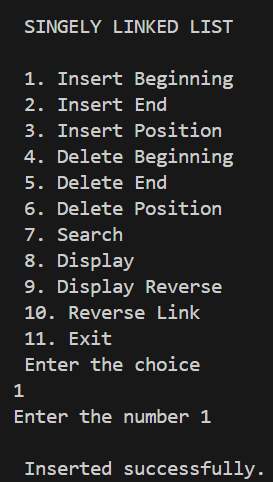 SINGELY LINKED LIST
1. Insert Beginning
2. Insert End
3. Insert Position
4. Delete Beginning
5. Delete End
6. Delete Position
7. Search
8. Display
9. Display Reverse
10. Reverse Link
11. Exit
Enter the choice
1
Enter the number 1
Inserted successfully.